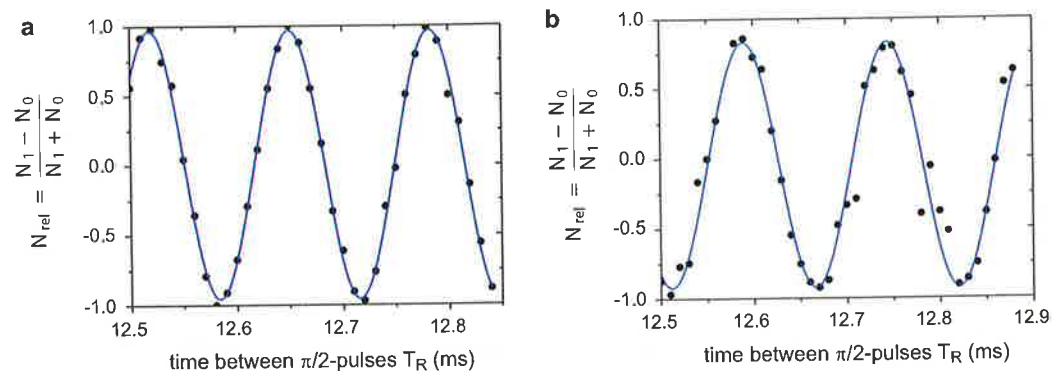 a
1.0
0.5
0.0
-0.5
-1.0
N_rel = (N_1 − N_0) / (N_1 + N_0)
12.5 12.6 12.7 12.8
time between π/2-pulses T_R (ms)
b
1.0
0.5
0.0
-0.5
-1.0
N_rel = (N_1 − N_0) / (N_1 + N_0)
12.5 12.6 12.7 12.8 12.9
time between π/2-pulses T_R (ms)